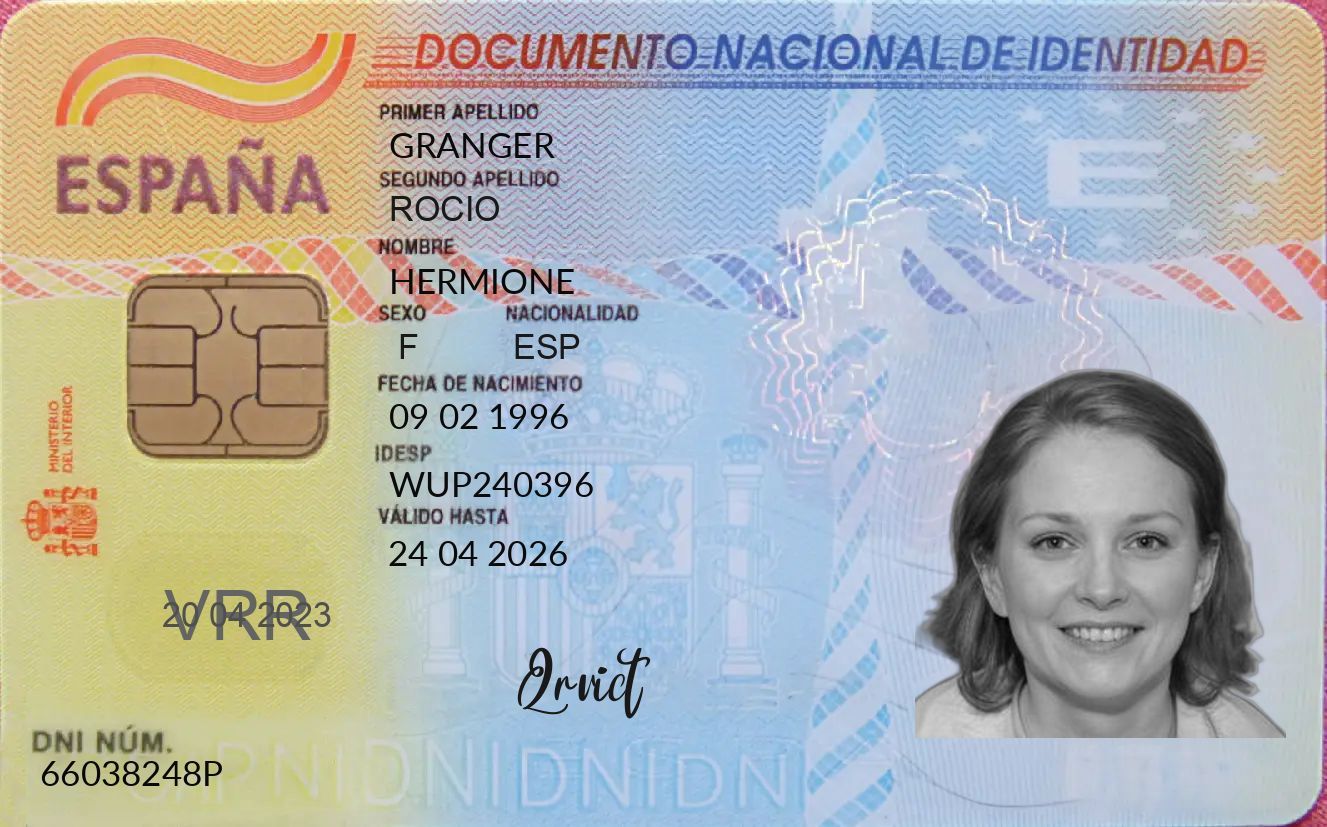 DOCUMENTO NACIONAL DE IDENTIDAD
ESPAÑA
PRIMER APELLIDO
GRANGER
SEGUNDO APELLIDO
ROCIO
NOMBRE
HERMIONE
SEXO NACIONALIDAD
F ESP
FECHA DE NACIMIENTO
09 02 1996
IDESP
WUP240396
VÁLIDO HASTA
24 04 2026
MINISTERIO
DEL INTERIOR
E
VRR
20 04 2023
Qrvict
DNI NÚM.
66038248P
DNIDNIDNIDN